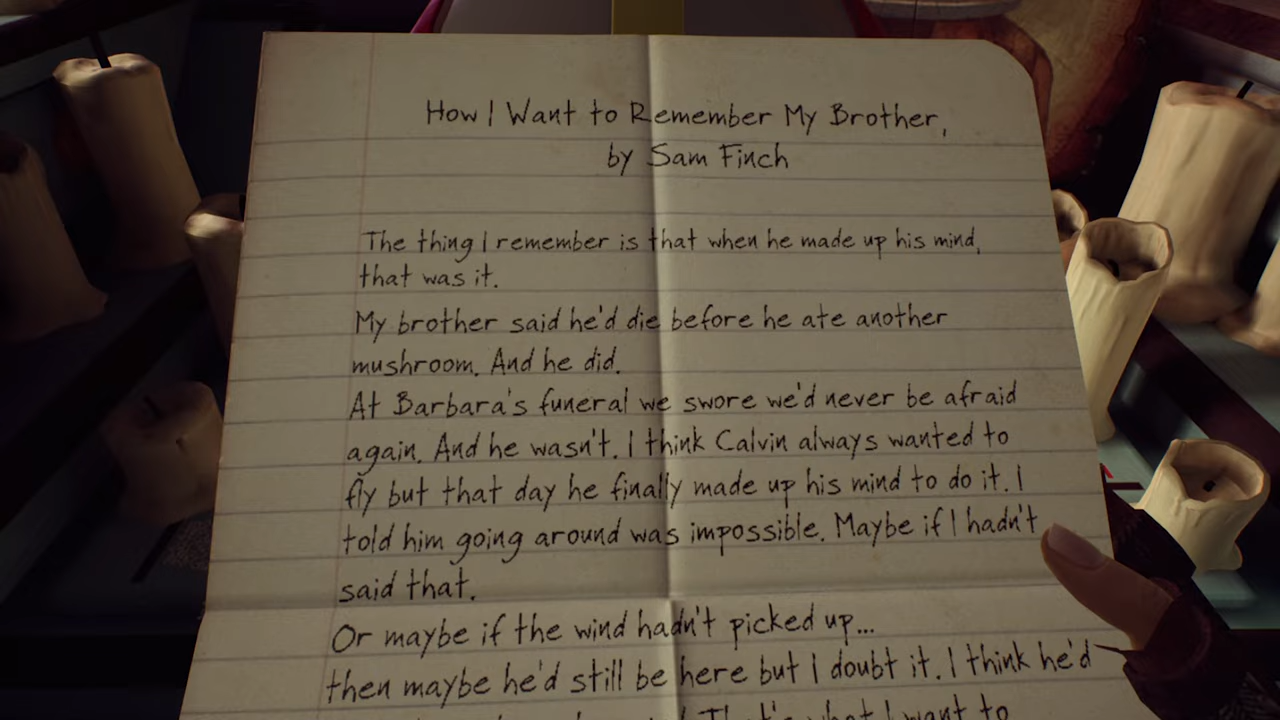 How I Want to Remember My Brother,
by Sam Finch
The thing I remember is that when he made up his mind,
that was it.
My brother said he'd die before he ate another
mushroom. And he did.
At Barbara's funeral we swore we'd never be afraid
again. And he wasn't. I think Calvin always wanted to
fly but that day he finally made up his mind to do it. I
told him going around was impossible. Maybe if I hadn't
said that.
Or maybe if the wind hadn't picked up...
then maybe he'd still be here but I doubt it. I think he'd
That's what I want to